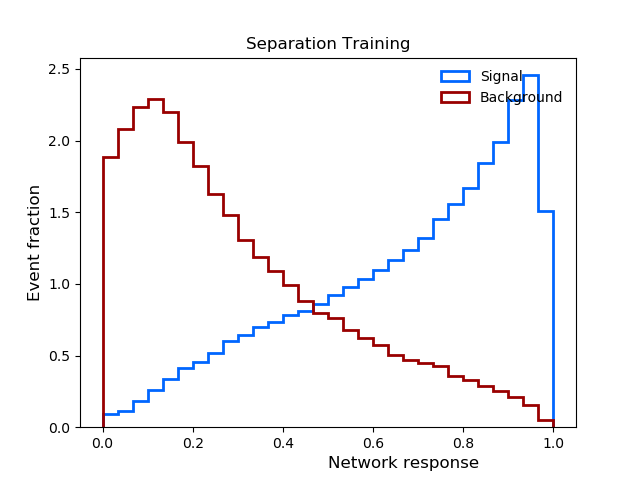 Separation Training
Signal
Background
Event fraction
2.5
2.0
1.5
1.0
0.5
0.0
0.0 0.2 0.4 0.6 0.8 1.0
Network response